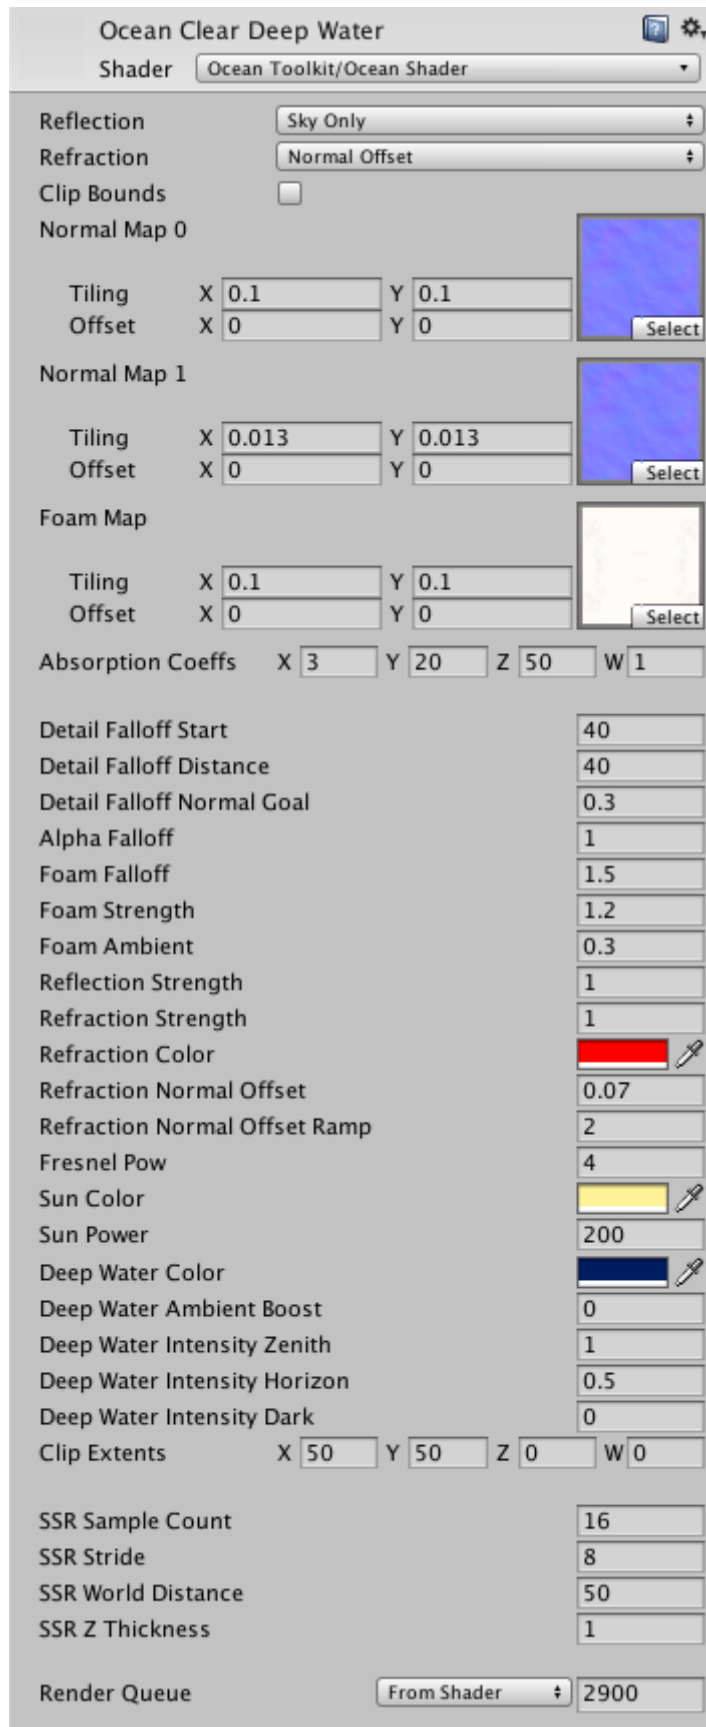 Ocean Clear Deep Water
Shader Ocean Toolkit/Ocean Shader
Reflection Sky Only
Refraction Normal Offset
Clip Bounds
Normal Map 0
Tiling X 0.1 Y 0.1
Offset X 0 Y 0
Select
Normal Map 1
Tiling X 0.013 Y 0.013
Offset X 0 Y 0
Select
Foam Map
Tiling X 0.1 Y 0.1
Offset X 0 Y 0
Select
Absorption Coeffs X 3 Y 20 Z 50 W 1
Detail Falloff Start 40
Detail Falloff Distance 40
Detail Falloff Normal Goal 0.3
Alpha Falloff 1
Foam Falloff 1.5
Foam Strength 1.2
Foam Ambient 0.3
Reflection Strength 1
Refraction Strength 1
Refraction Color
Refraction Normal Offset 0.07
Refraction Normal Offset Ramp 2
Fresnel Pow 4
Sun Color
Sun Power 200
Deep Water Color
Deep Water Ambient Boost 0
Deep Water Intensity Zenith 1
Deep Water Intensity Horizon 0.5
Deep Water Intensity Dark 0
Clip Extents X 50 Y 50 Z 0 W 0
SSR Sample Count 16
SSR Stride 8
SSR World Distance 50
SSR Z Thickness 1
Render Queue From Shader 2900